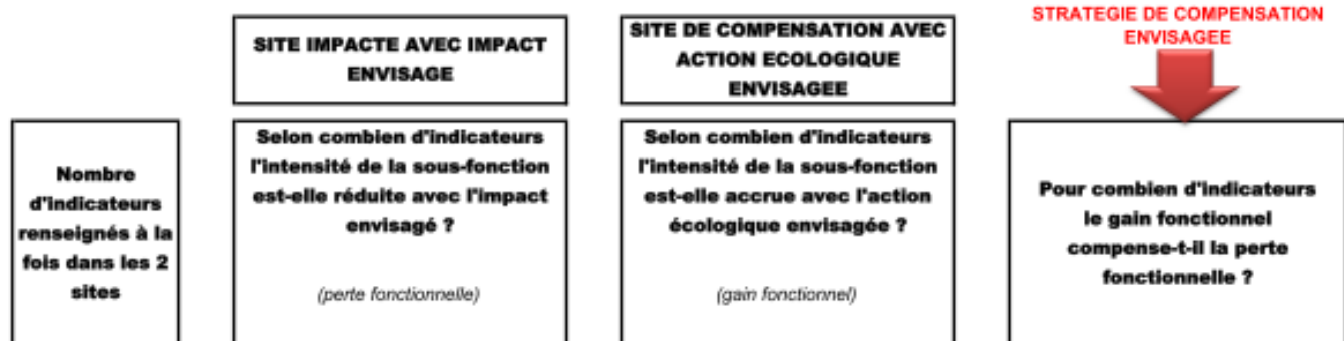 SITE IMPACTE AVEC IMPACT
ENVISAGE
SITE DE COMPENSATION AVEC
ACTION ECOLOGIQUE
ENVISAGEE
STRATEGIE DE COMPENSATION
ENVISAGEE
Nombre
d'indicateurs
renseignés à la
fois dans les 2
sites
Selon combien d'indicateurs
l'intensité de la sous-fonction
est-elle réduite avec l'impact
envisagé ?
(perte fonctionnelle)
Selon combien d'indicateurs
l'intensité de la sous-fonction
est-elle accrue avec l'action
écologique envisagée ?
(gain fonctionnel)
Pour combien d'indicateurs
le gain fonctionnel
compense-t-il la perte
fonctionnelle ?